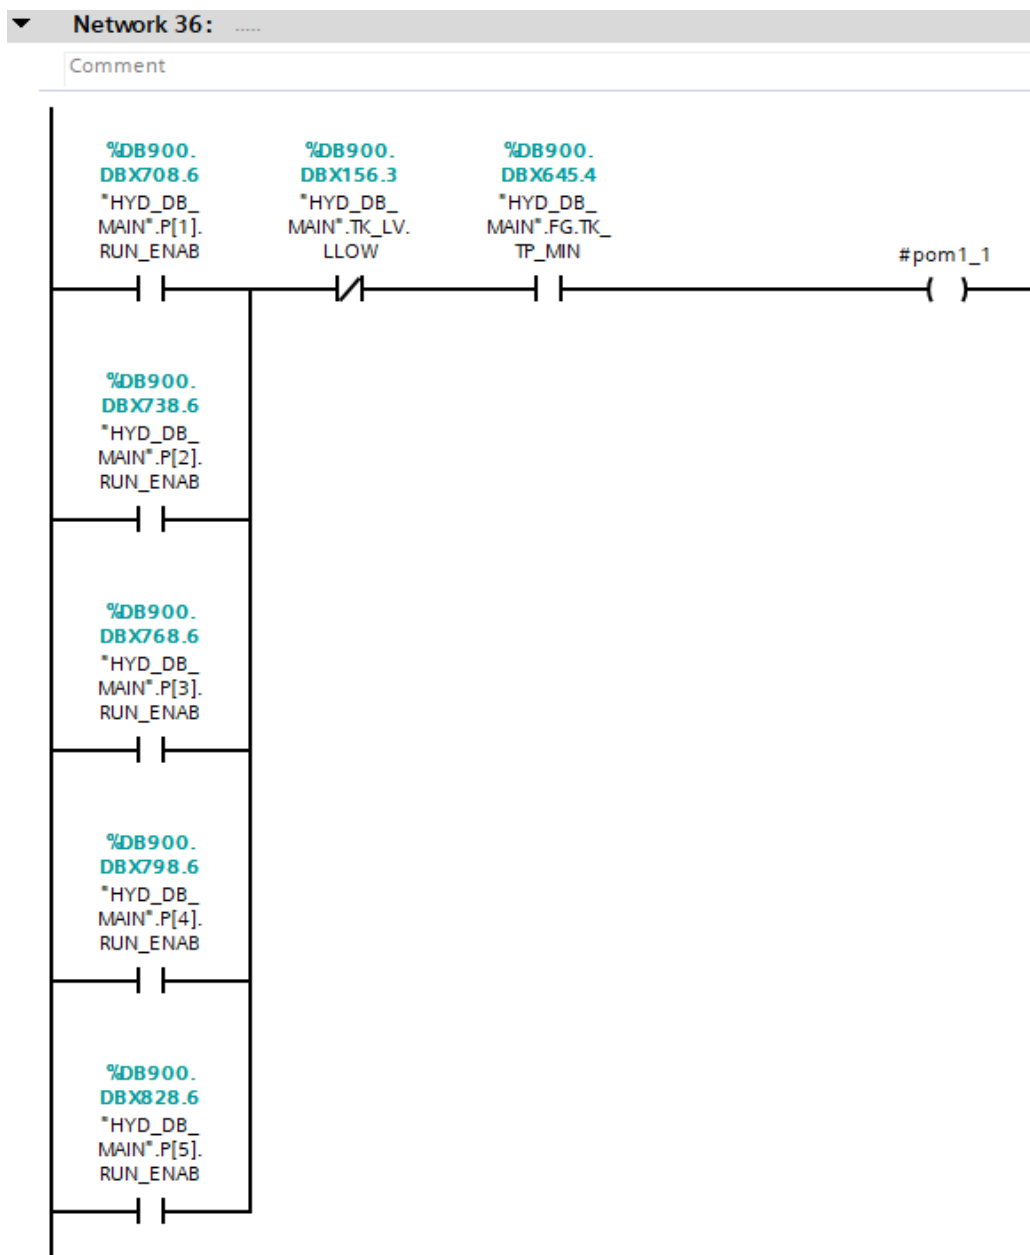 Network 36: .....
Comment
%DB900.
DBX708.6
"HYD_DB_
MAIN".P[1].
RUN_ENAB
%DB900.
DBX156.3
"HYD_DB_
MAIN".TK_LV.
LLOW
%DB900.
DBX645.4
"HYD_DB_
MAIN".FG.TK_
TP_MIN
#pom1_1
%DB900.
DBX738.6
"HYD_DB_
MAIN".P[2].
RUN_ENAB
%DB900.
DBX768.6
"HYD_DB_
MAIN".P[3].
RUN_ENAB
%DB900.
DBX798.6
"HYD_DB_
MAIN".P[4].
RUN_ENAB
%DB900.
DBX828.6
"HYD_DB_
MAIN".P[5].
RUN_ENAB